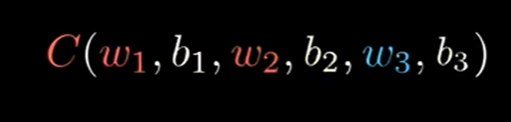 C(w₁, b₁, w₂, b₂, w₃, b₃)